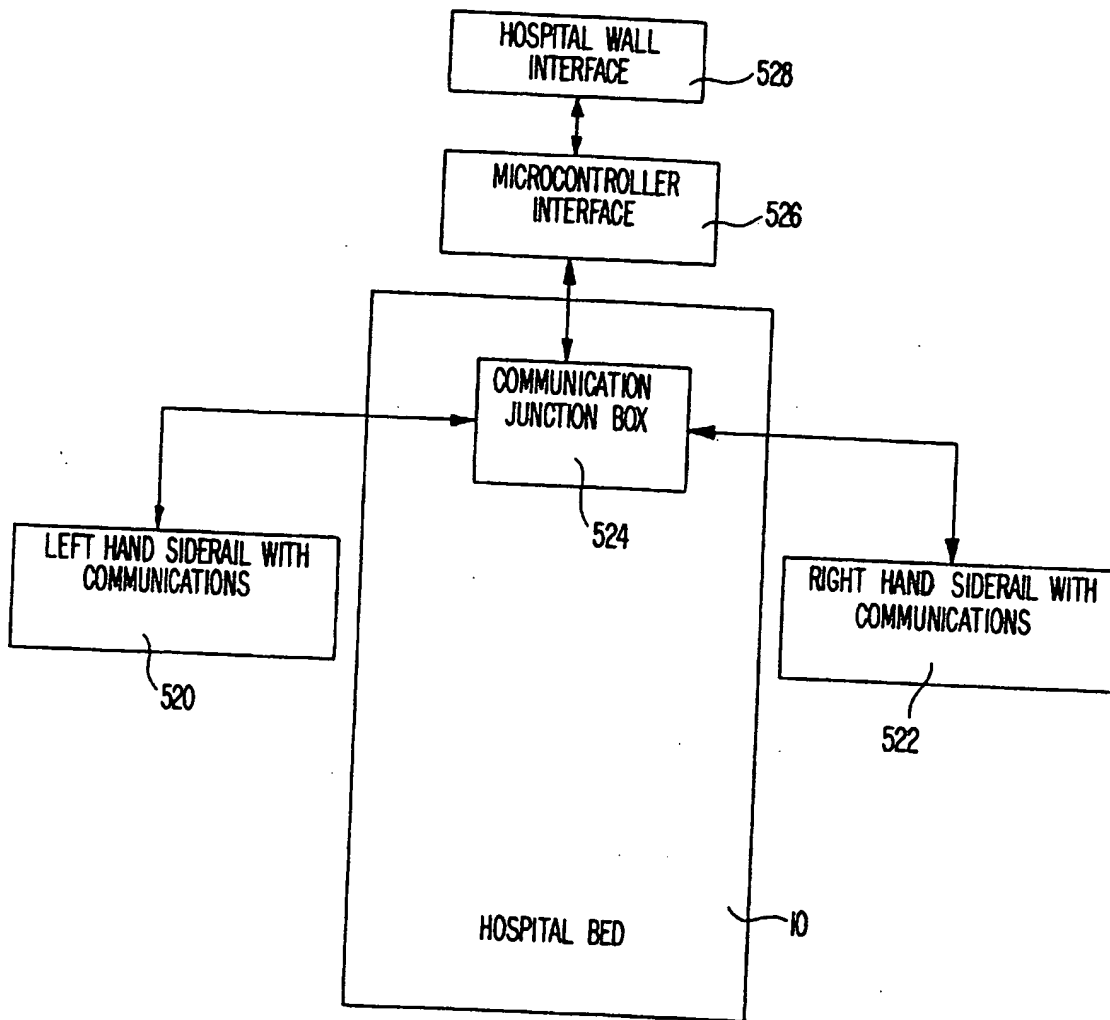 HOSPITAL WALL
INTERFACE
528
MICROCONTROLLER
INTERFACE
526
COMMUNICATION
JUNCTION BOX
524
LEFT HAND SIDERAIL WITH
COMMUNICATIONS
520
RIGHT HAND SIDERAIL WITH
COMMUNICATIONS
522
HOSPITAL BED
10